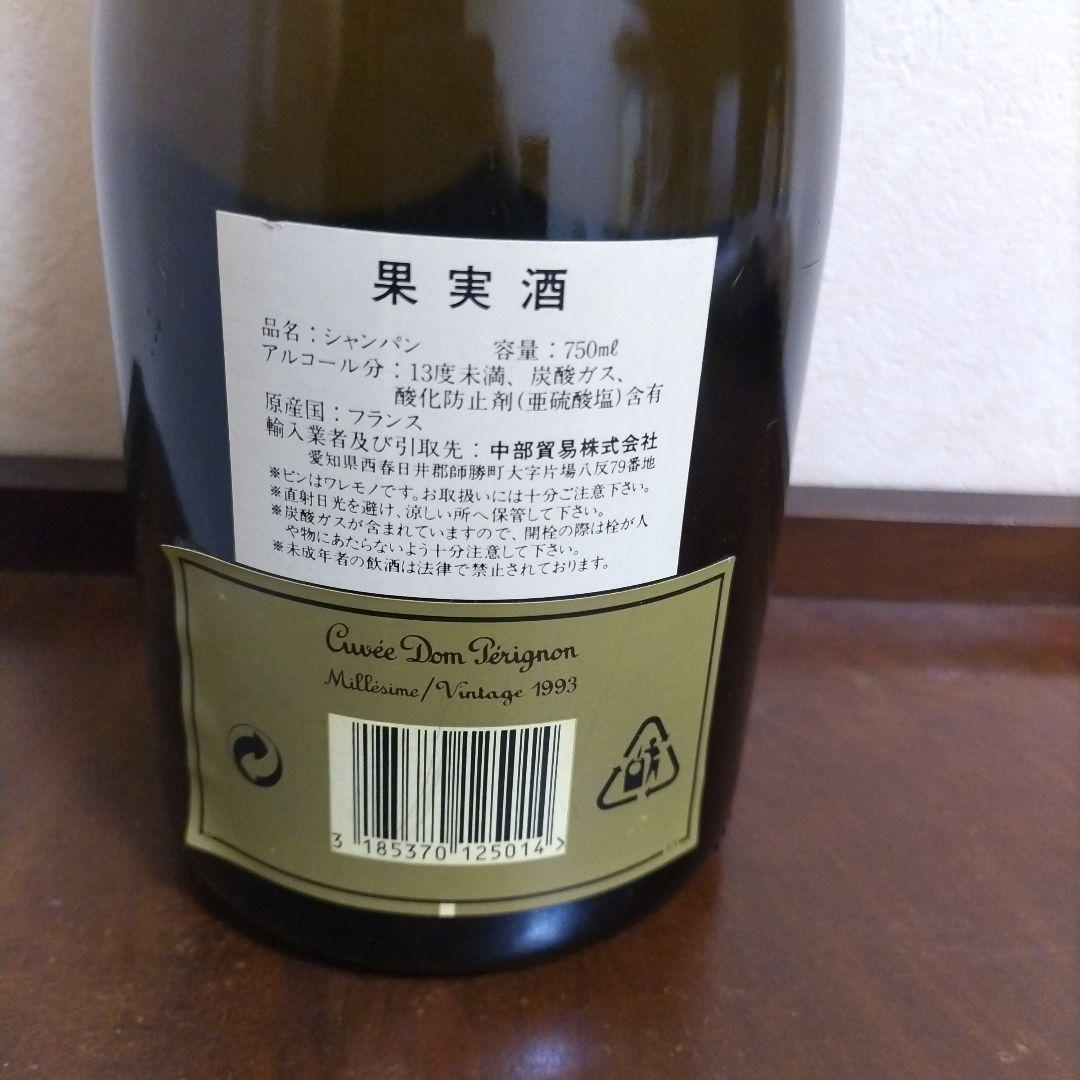 果実酒
品名：シャンパン 容量：750㎖
アルコール分：13度未満、炭酸ガス、
酸化防止剤(亜硫酸塩)含有
原産国：フランス
輸入業者及び引取先：中部貿易株式会社
愛知県西春日井郡師勝町大字片場八反79番地
※ビンはワレモノです。お取扱いには十分ご注意下さい。
※直射日光を避け、涼しい所へ保管して下さい。
※炭酸ガスが含まれていますので、開栓の際は栓が人
や物にあたらないよう十分注意して下さい。
※未成年者の飲酒は法律で禁止されております。
Cuvée Dom Pérignon
Millésime/Vintage 1993
3 185370 125014 >